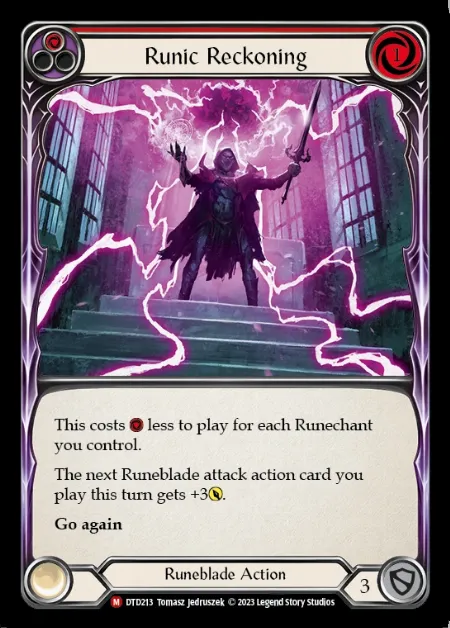 Runic Reckoning
1
This costs less to play for each Runechant
you control.
The next Runeblade attack action card you
play this turn gets +3.
Go again
Runeblade Action
3
M DTD213 Tomasz Jedruszek © 2023 Legend Story Studios